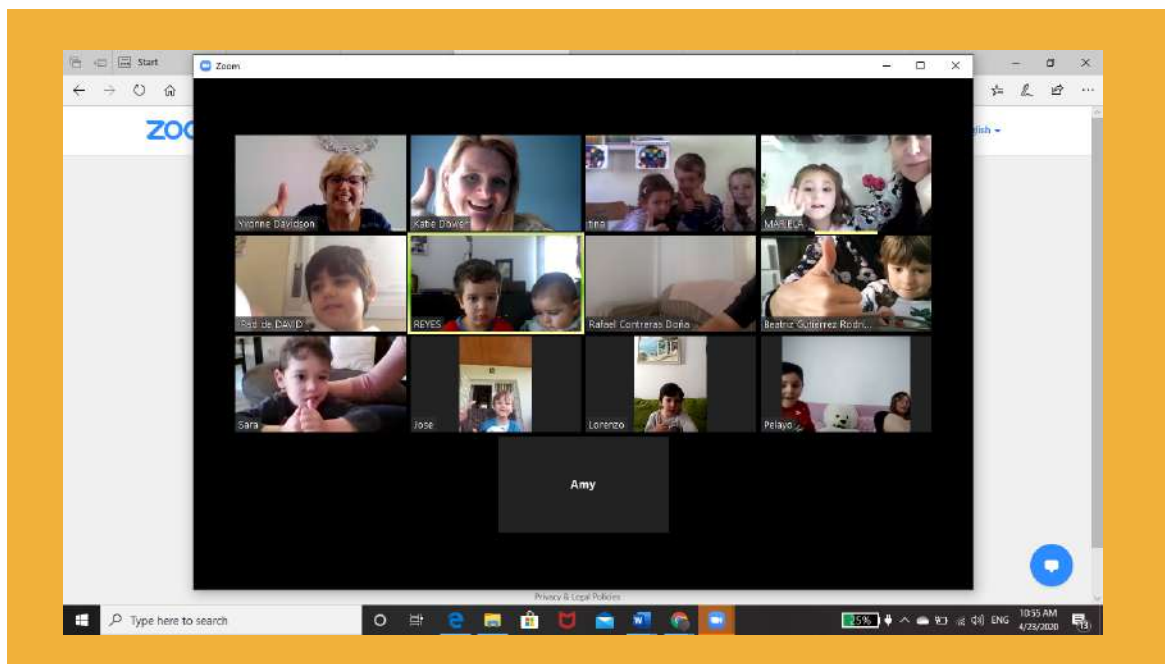 Start
Zoom
ZOO
glish
Yvonne Davidson
Katie Dower
tina
MARIELA
iPad de DAVID
REYES
Rafael Contreras Doña
Beatriz Gutierrez Rodri...
Sara
Jose
Lorenzo
Pelayo
Amy
Privacy & Legal Policies
Type here to search
25%
ENG
10:55 AM
4/23/2020
13